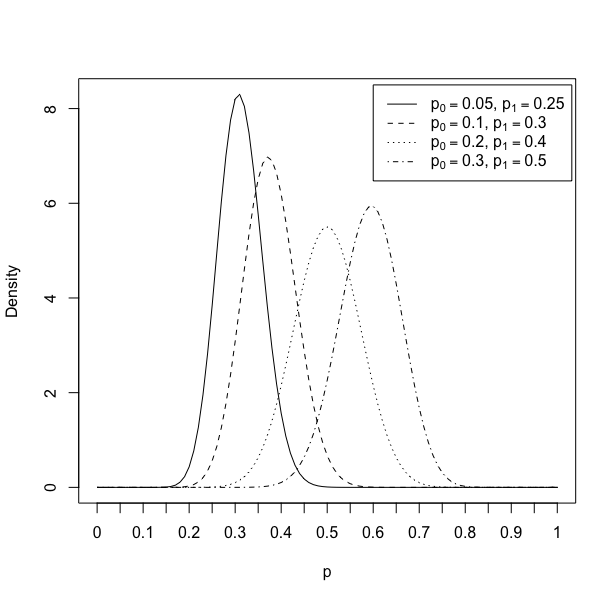 p₀ = 0.05, p₁ = 0.25
p₀ = 0.1, p₁ = 0.3
p₀ = 0.2, p₁ = 0.4
p₀ = 0.3, p₁ = 0.5
Density
8
6
4
2
0
0 0.1 0.2 0.3 0.4 0.5 0.6 0.7 0.8 0.9 1
p